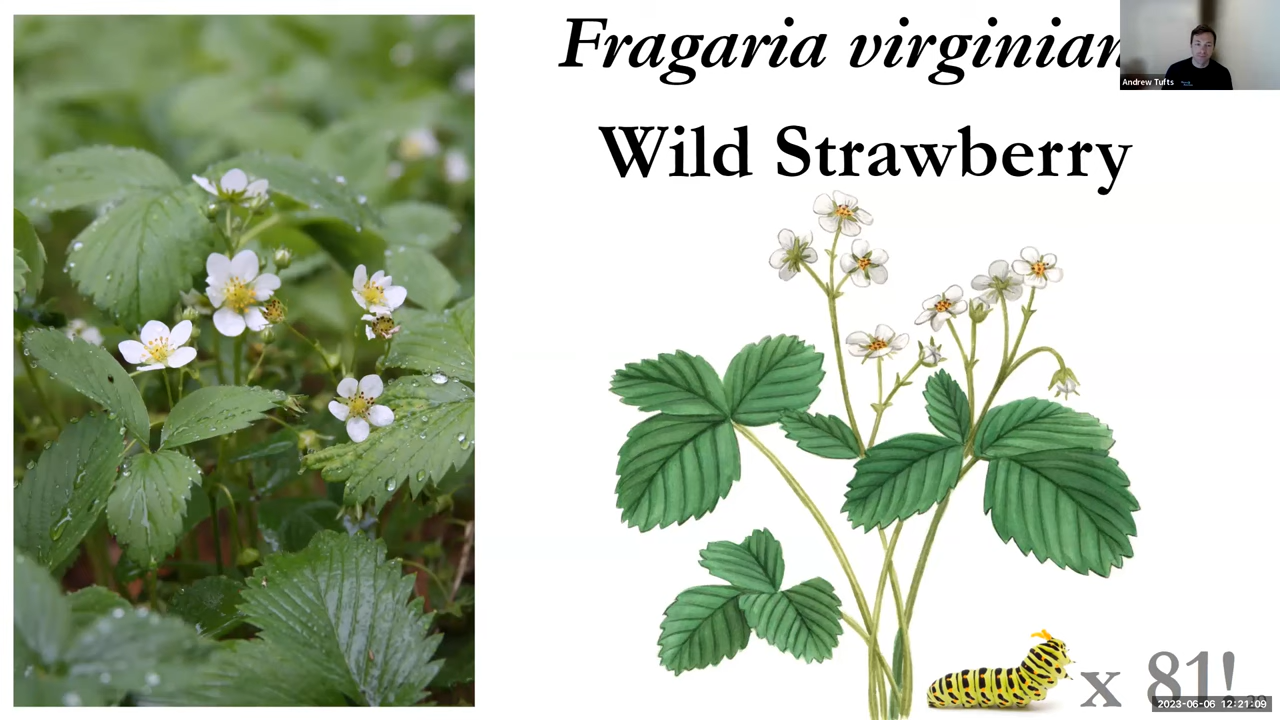 Fragaria virginian
Andrew Tufts
Wild Strawberry
x 81!
2023-06-06 12:21:09